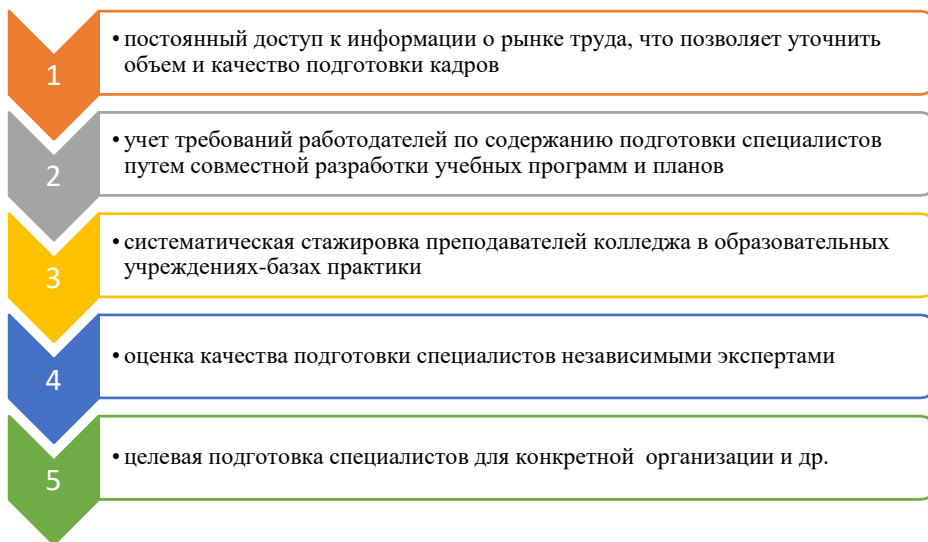 1
• постоянный доступ к информации о рынке труда, что позволяет уточнить
объем и качество подготовки кадров
2
• учет требований работодателей по содержанию подготовки специалистов
путем совместной разработки учебных программ и планов
3
• систематическая стажировка преподавателей колледжа в образовательных
учреждениях-базах практики
4
• оценка качества подготовки специалистов независимыми экспертами
5
• целевая подготовка специалистов для конкретной организации и др.